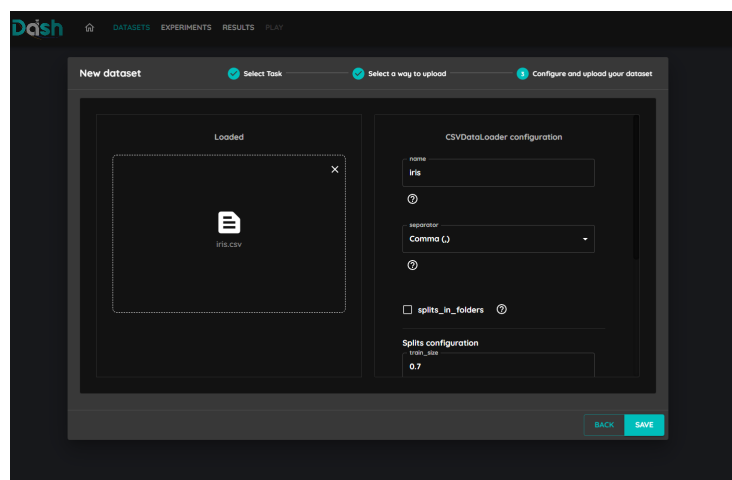 Dash DATASETS EXPERIMENTS RESULTS PLAY
New dataset Select Task Select a way to upload 3 Configure and upload your dataset
Loaded
iris.csv
CSVDataLoader configuration
name
iris
separator
Comma (,)
splits_in_folders
Splits configuration
train_size
0.7
BACK SAVE